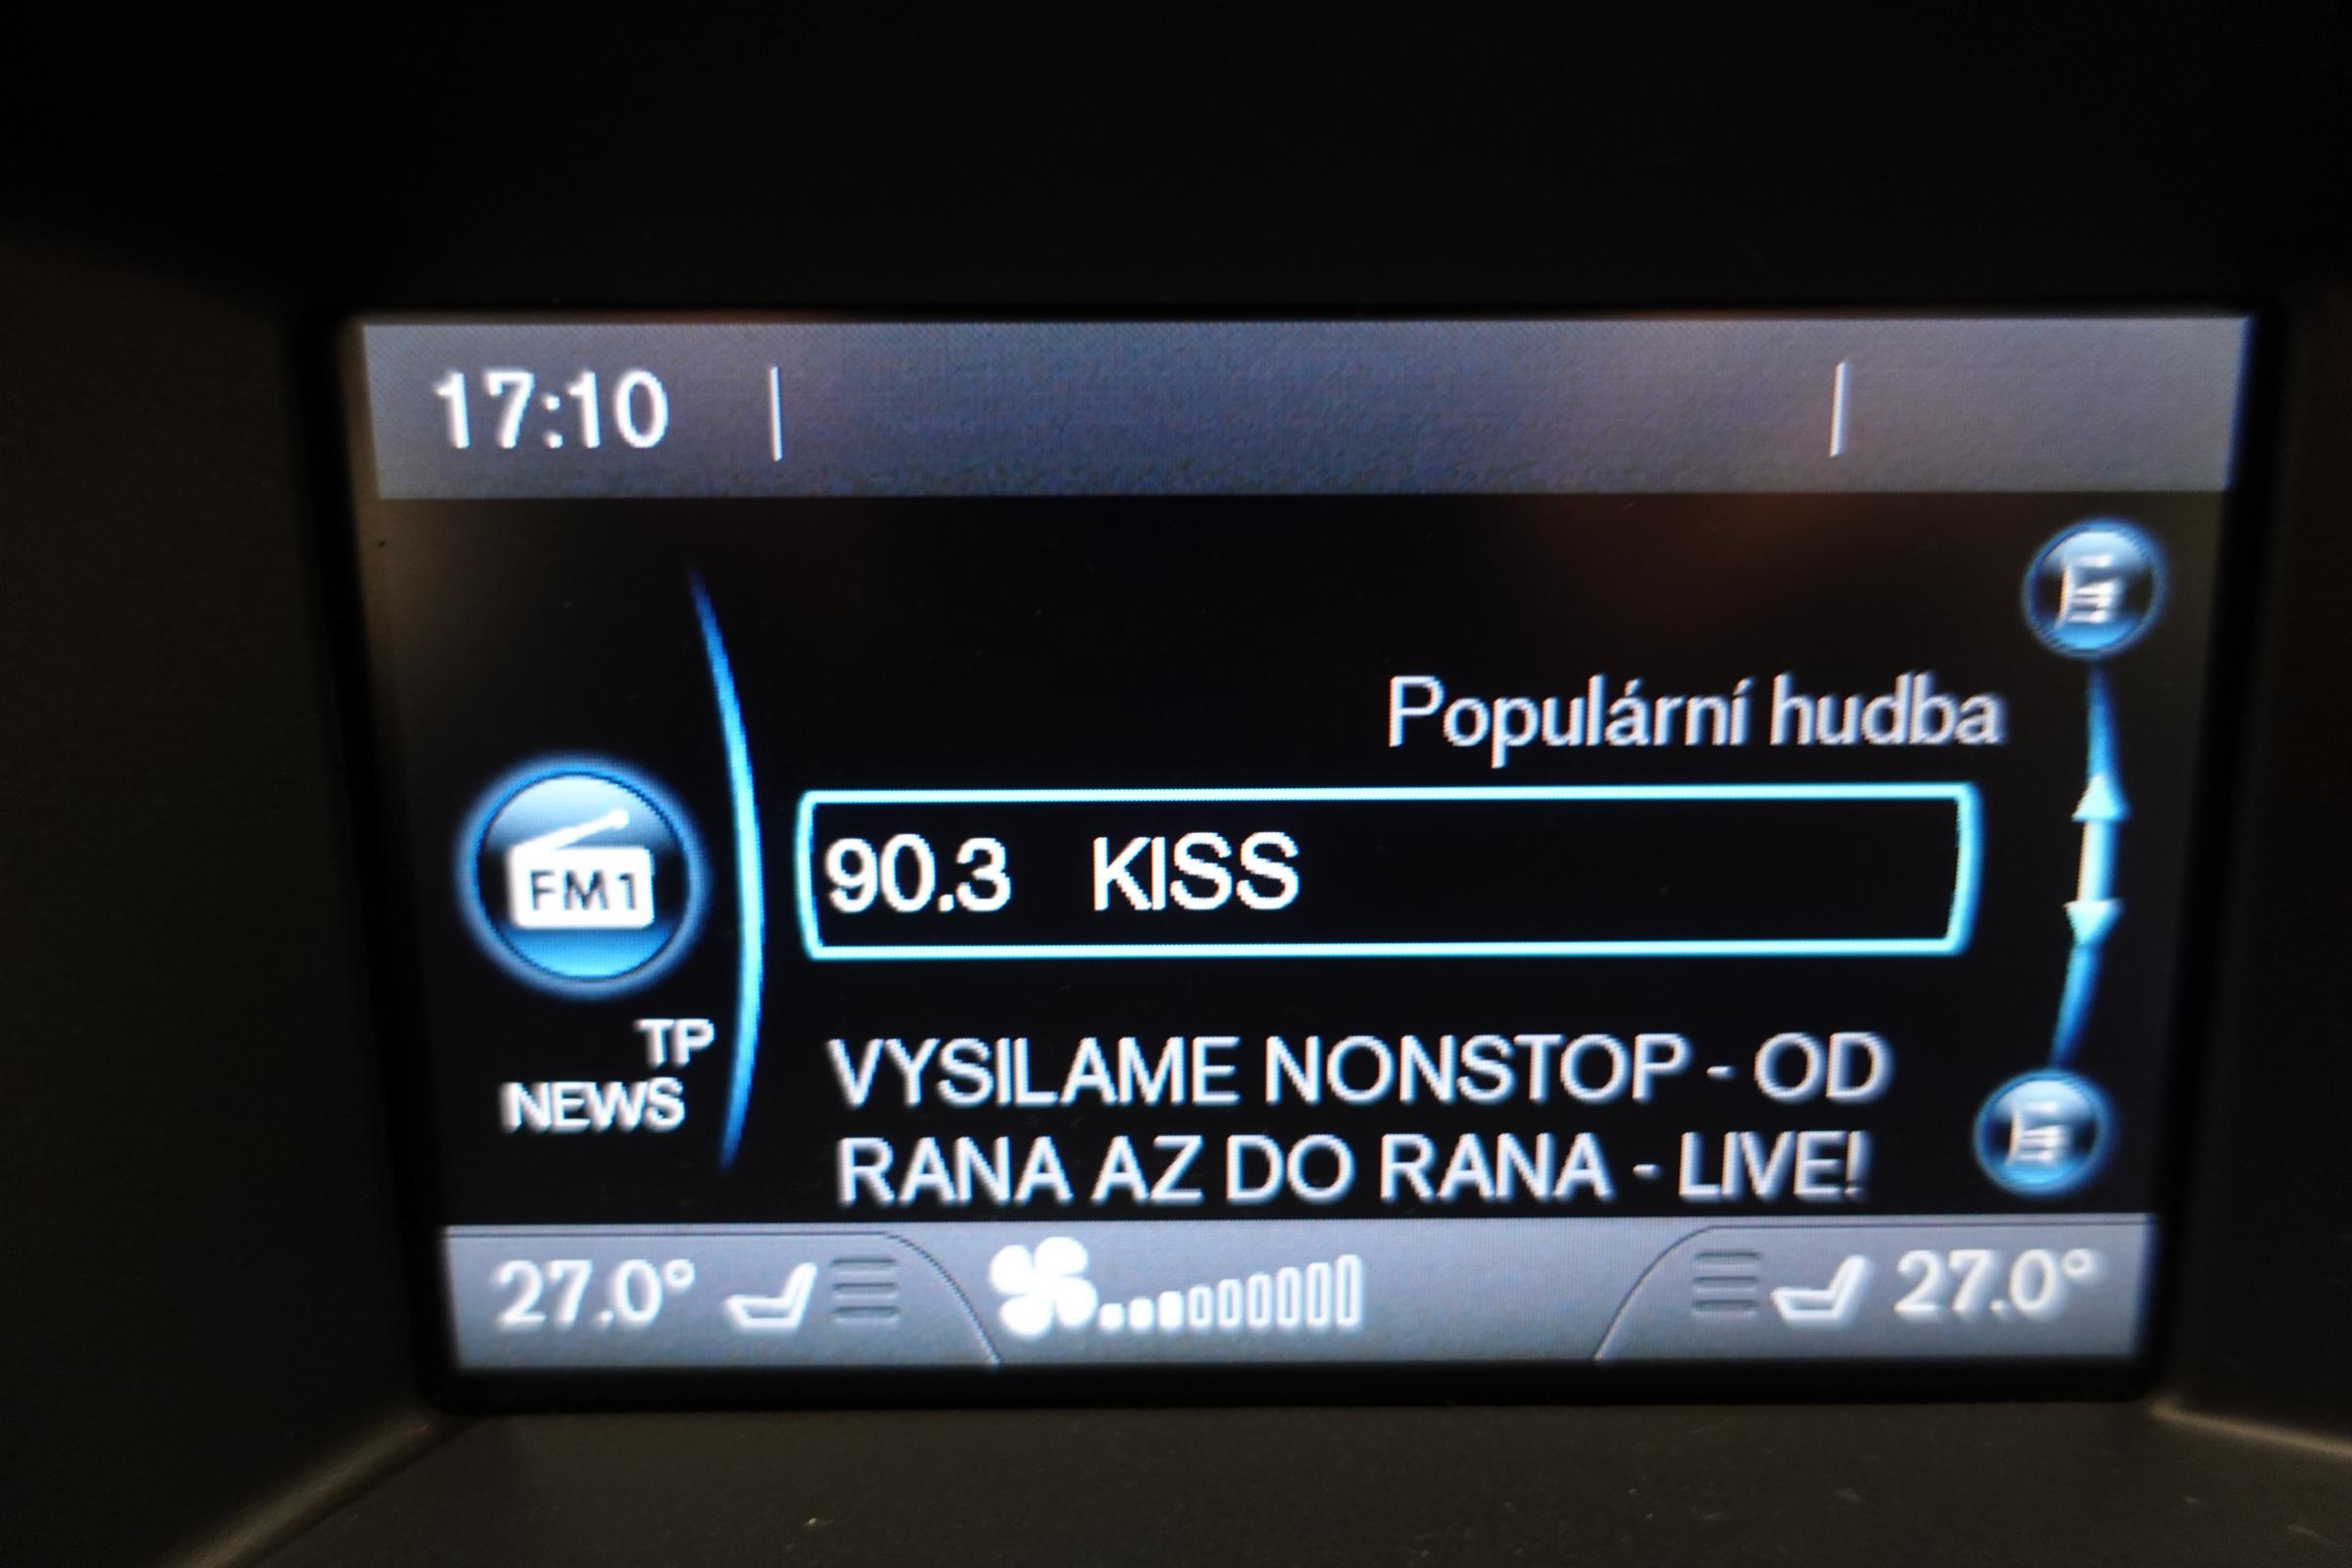 17:10
Populární hudba
FM1
90.3 KISS
TP
NEWS
VYSILAME NONSTOP - OD
RANA AZ DO RANA - LIVE!
27.0° 27.0°